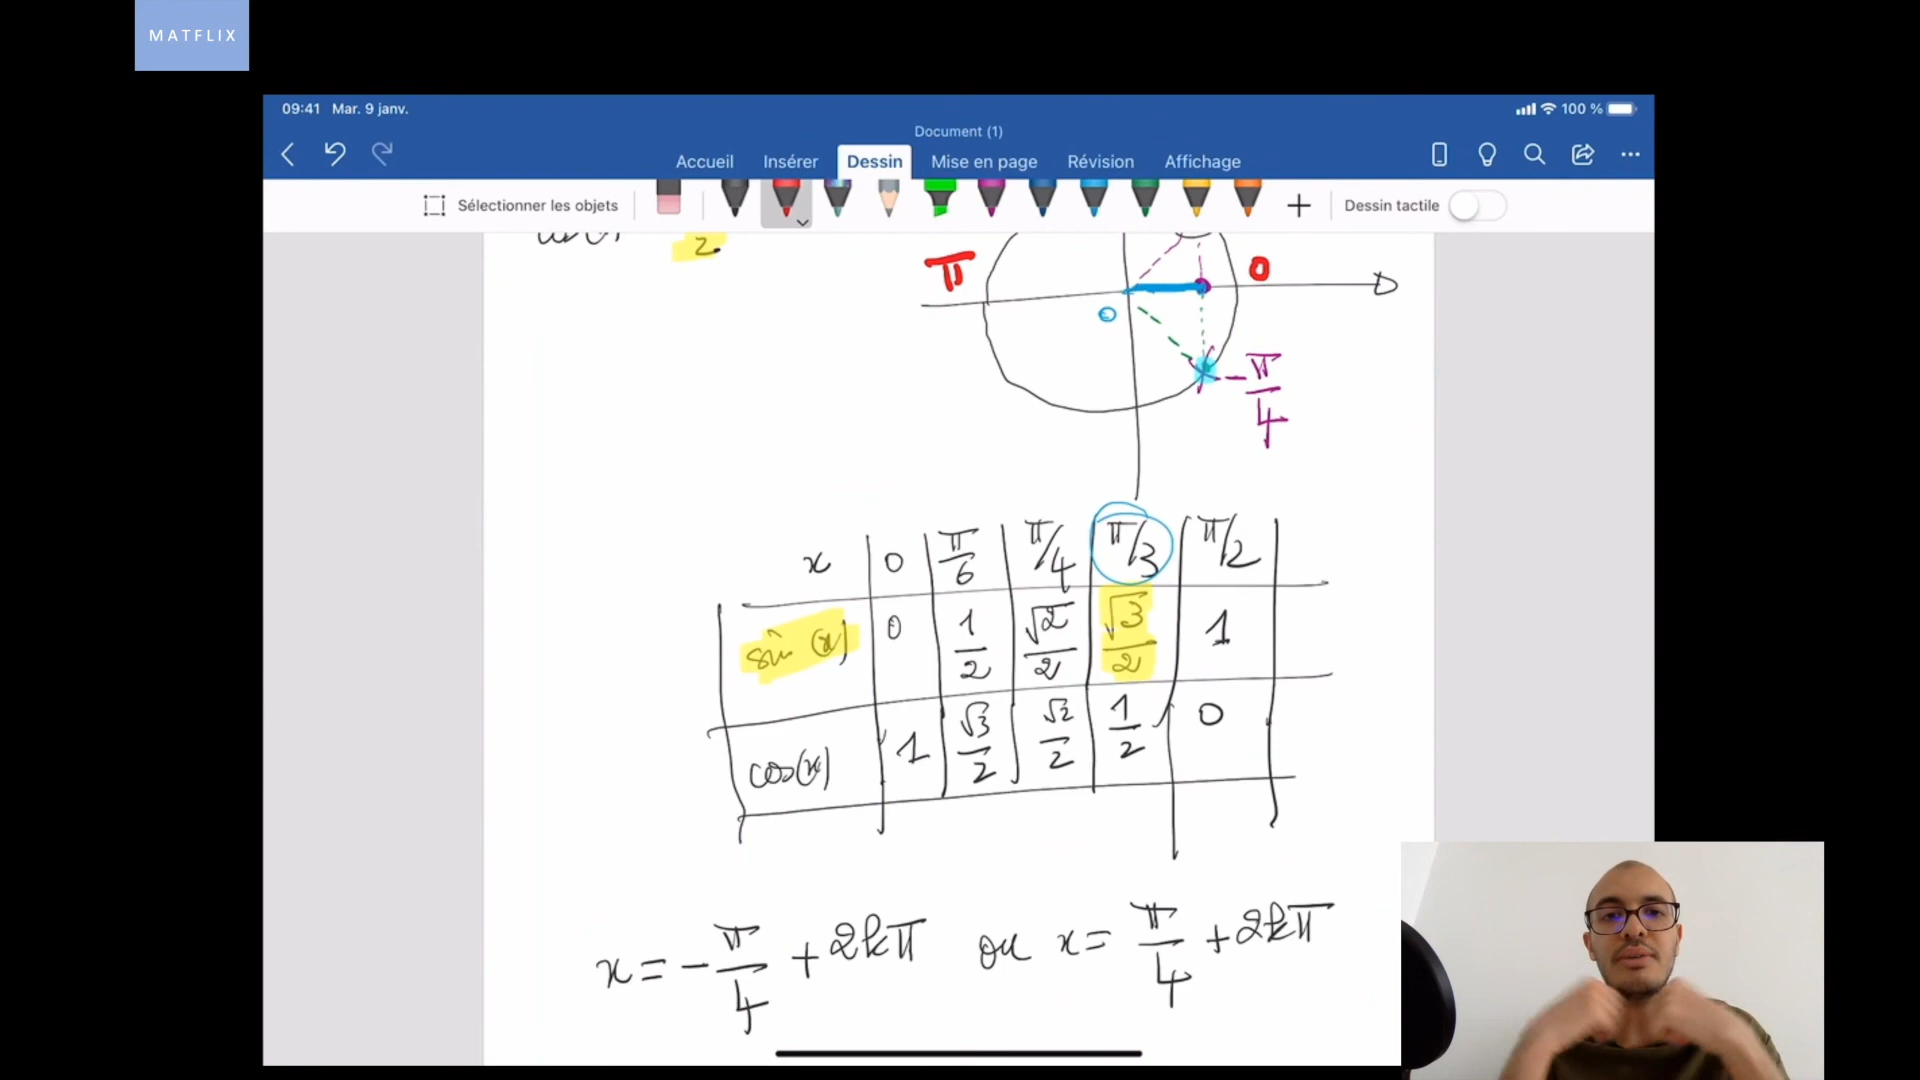 MATFLIX
09:41 Mar. 9 janv. 100 %
Document (1)
Accueil Insérer Dessin Mise en page Révision Affichage
Sélectionner les objets Dessin tactile
2
π 0
0
-π/4
x 0 π/6 π/4 π/3 π/2
sin(x) 0 1/2 √2/2 √3/2 1
cos(x) 1 √3/2 √2/2 1/2 0
x = -π/4 + 2kπ ou x = π/4 + 2kπ